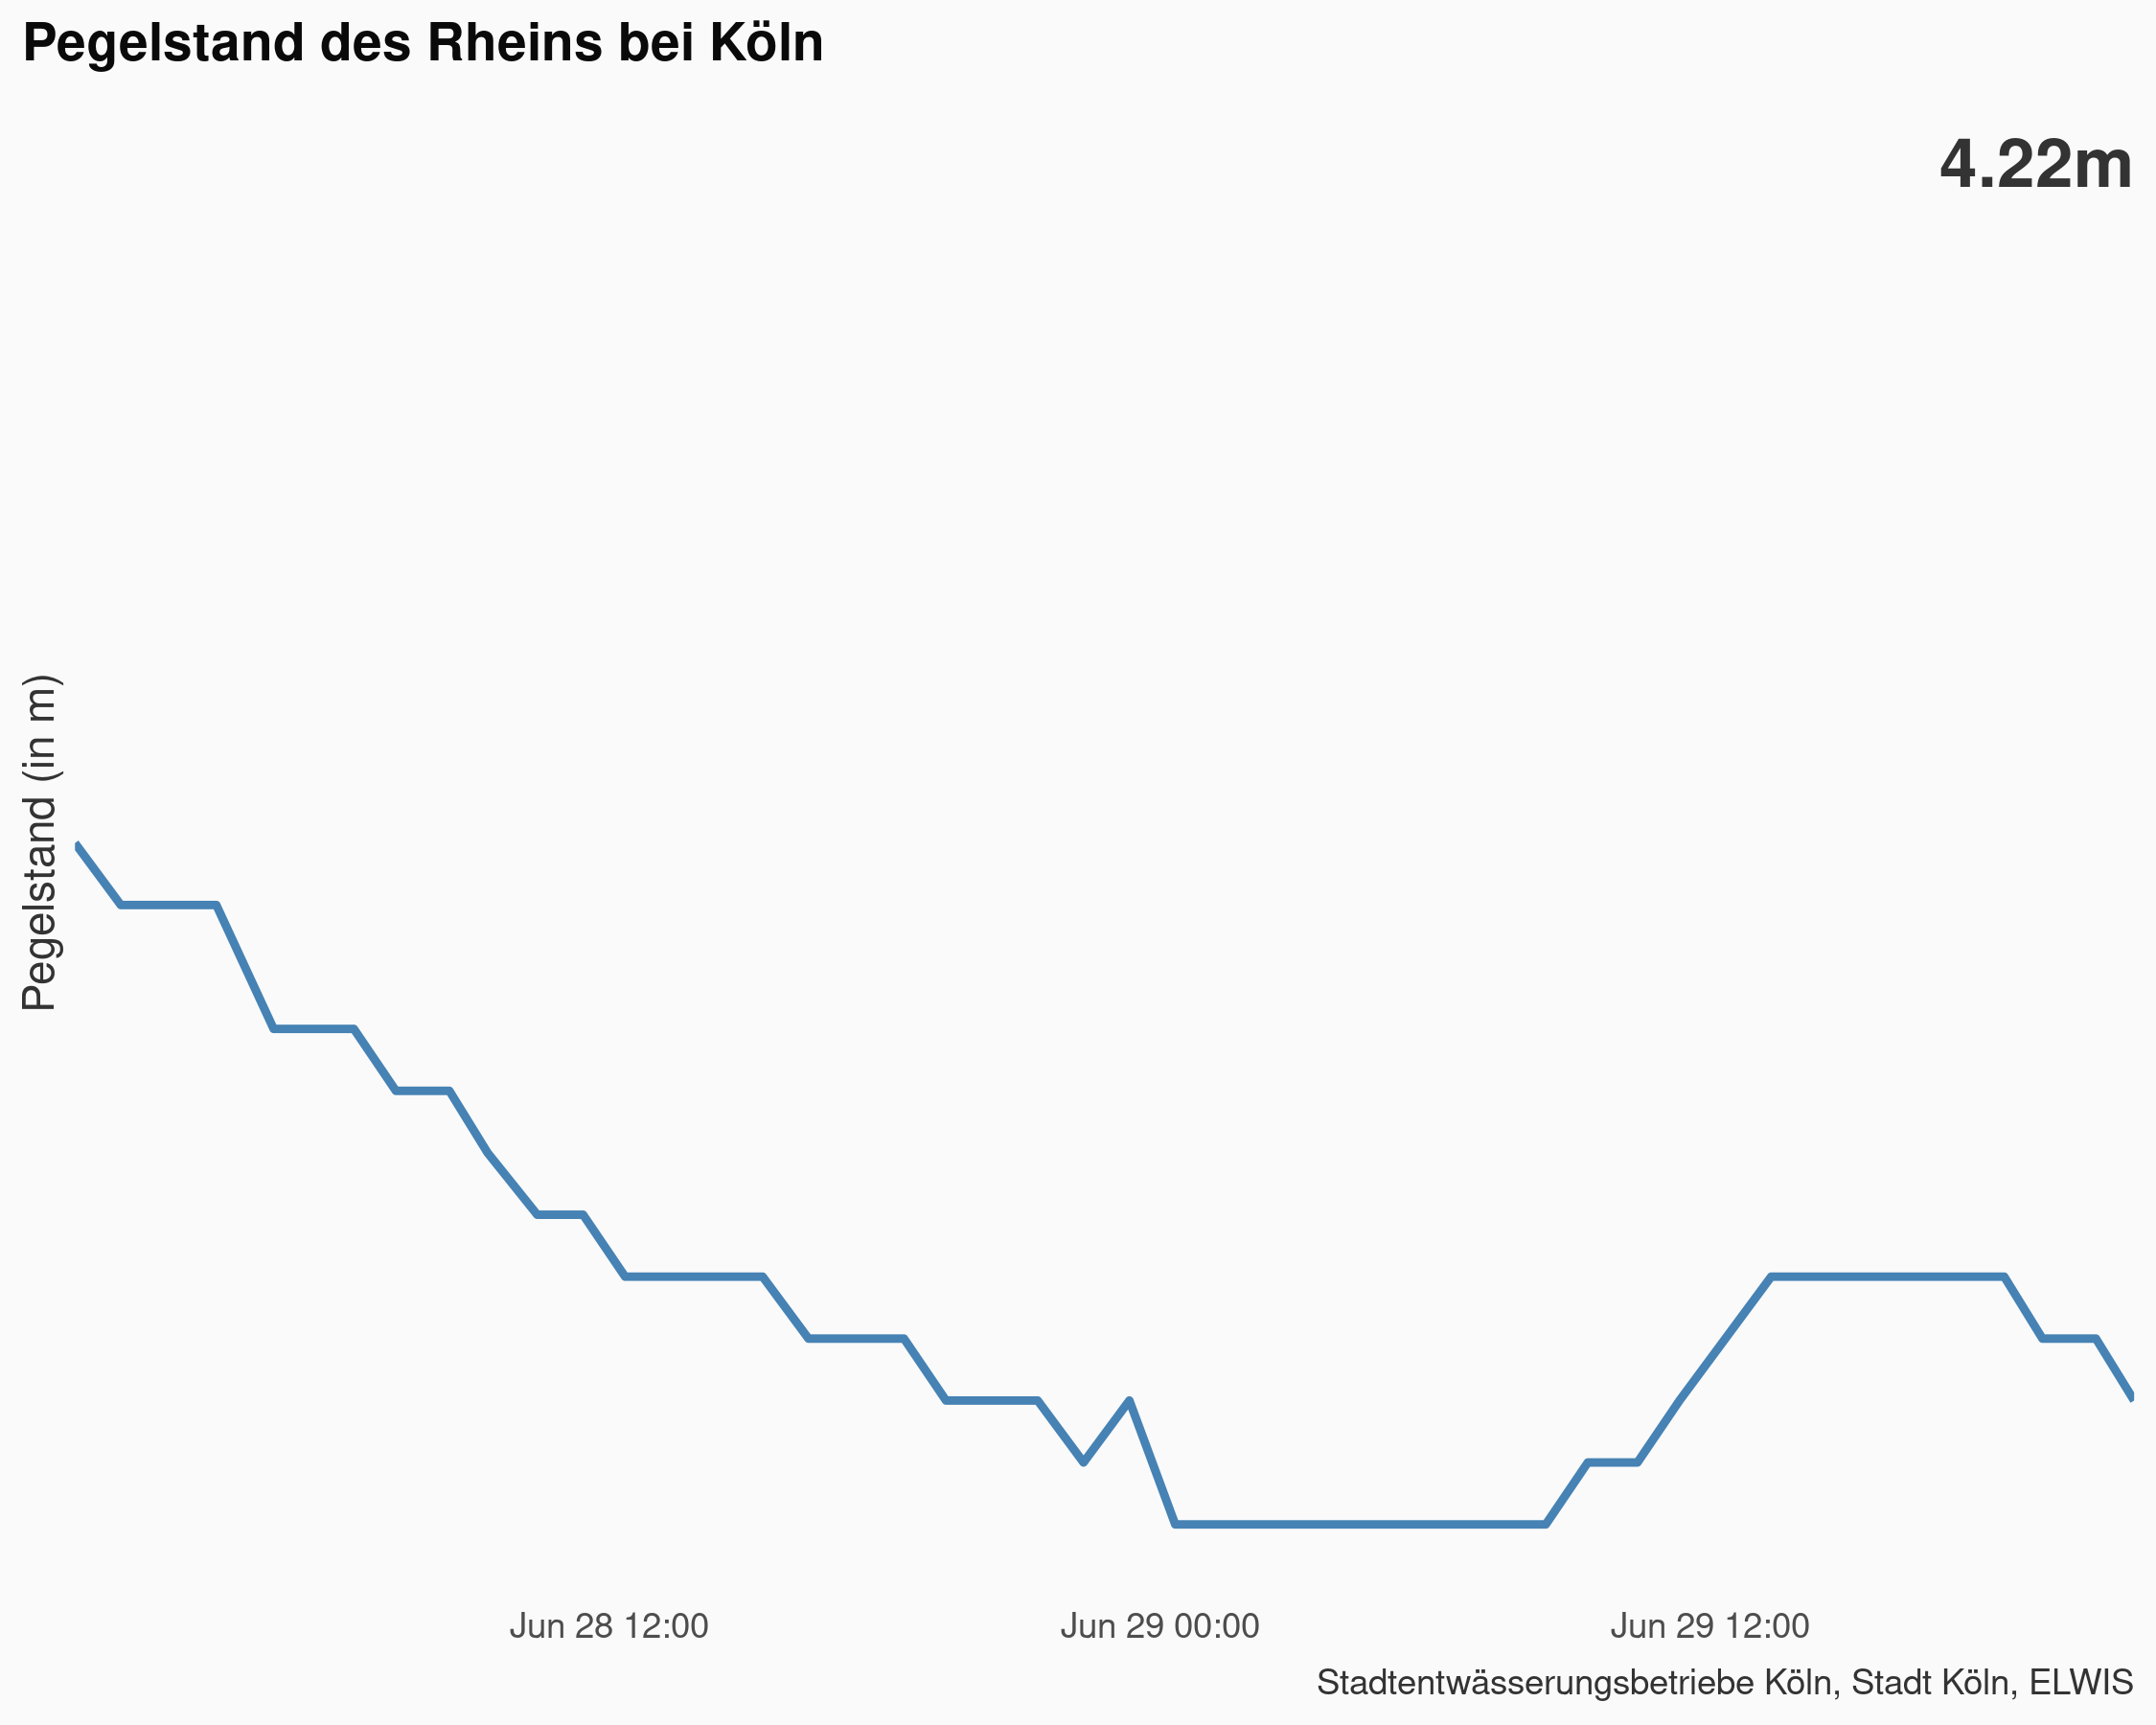 Pegelstand des Rheins bei Köln
4.22m
Pegelstand (in m)
Jun 28 12:00
Jun 29 00:00
Jun 29 12:00
Stadtentwässerungsbetriebe Köln, Stadt Köln, ELWIS